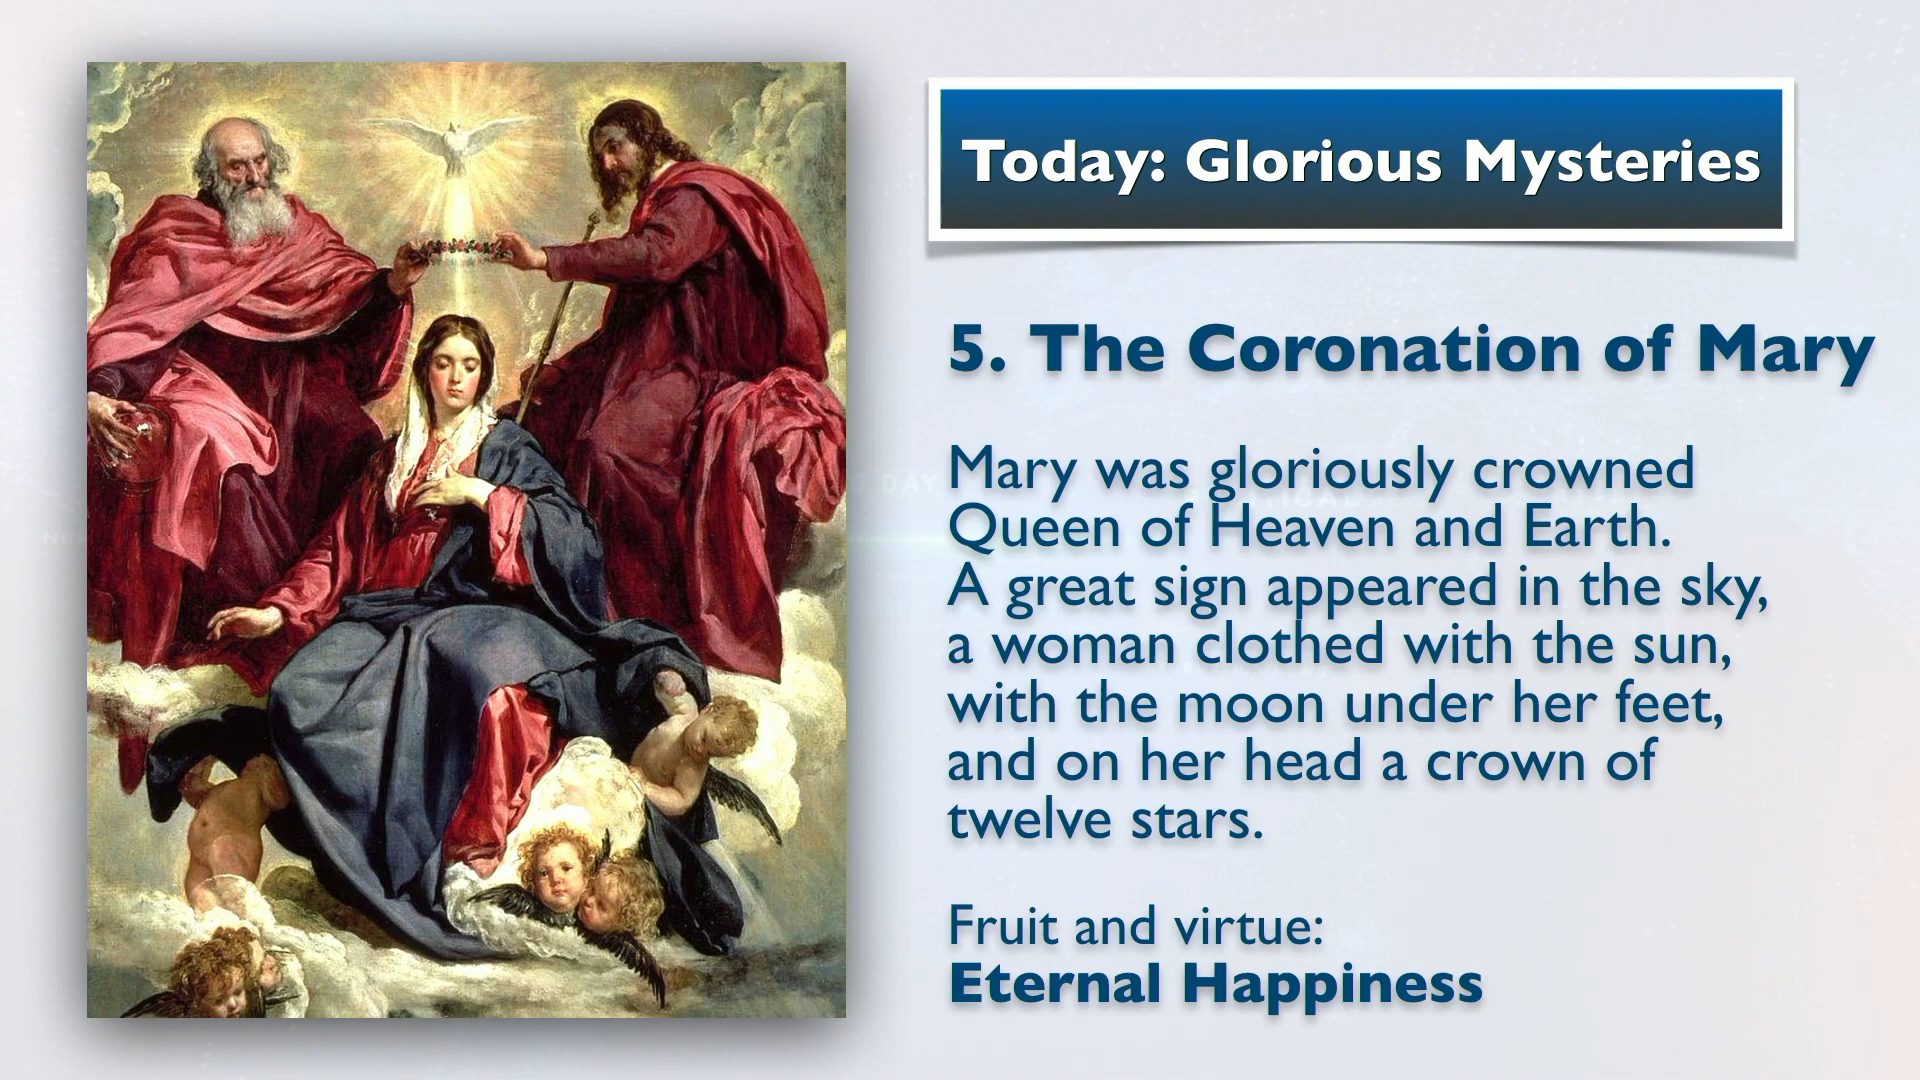 Today: Glorious Mysteries
5. The Coronation of Mary
Mary was gloriously crowned
Queen of Heaven and Earth.
A great sign appeared in the sky,
a woman clothed with the sun,
with the moon under her feet,
and on her head a crown of
twelve stars.
Fruit and virtue:
Eternal Happiness